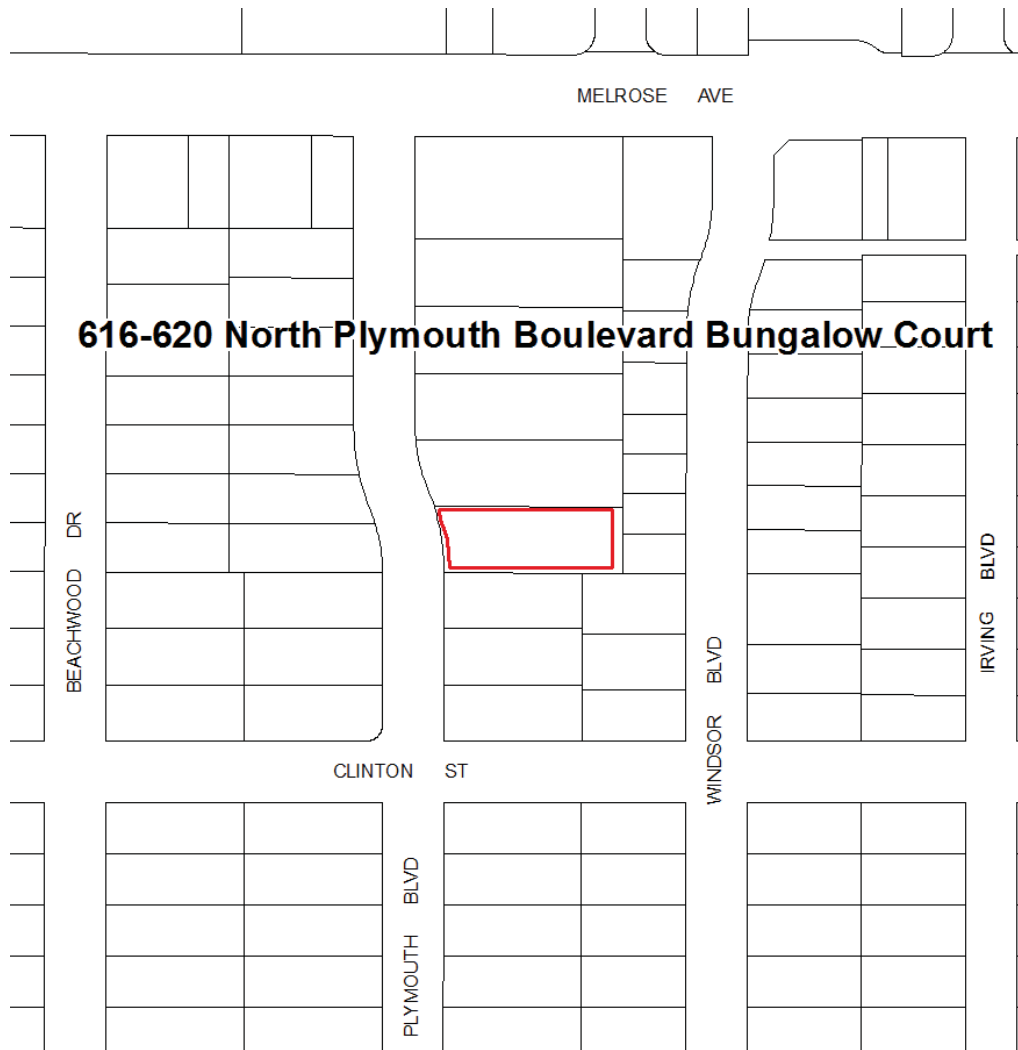 MELROSE AVE
616-620 North Plymouth Boulevard Bungalow Court
BEACHWOOD DR
IRVING BLVD
WINDSOR BLVD
CLINTON ST
PLYMOUTH BLVD